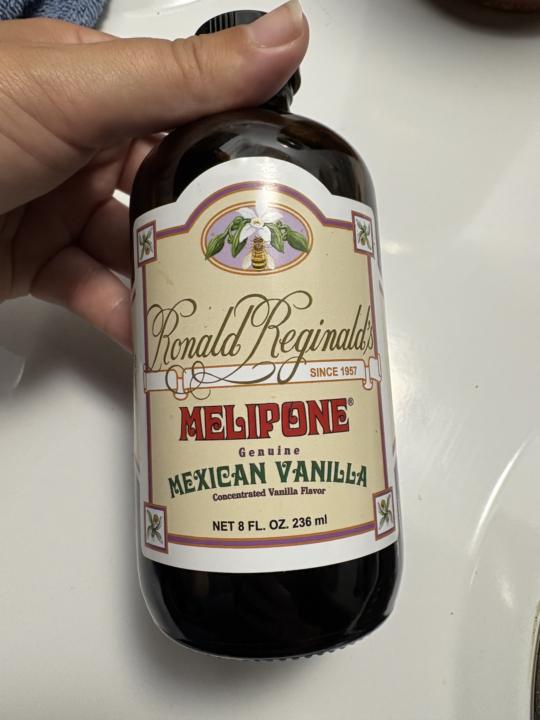 Ronald Reginald's
SINCE 1957
MELIPONE®
Genuine
MEXICAN VANILLA
Concentrated Vanilla Flavor
NET 8 FL. OZ. 236 ml